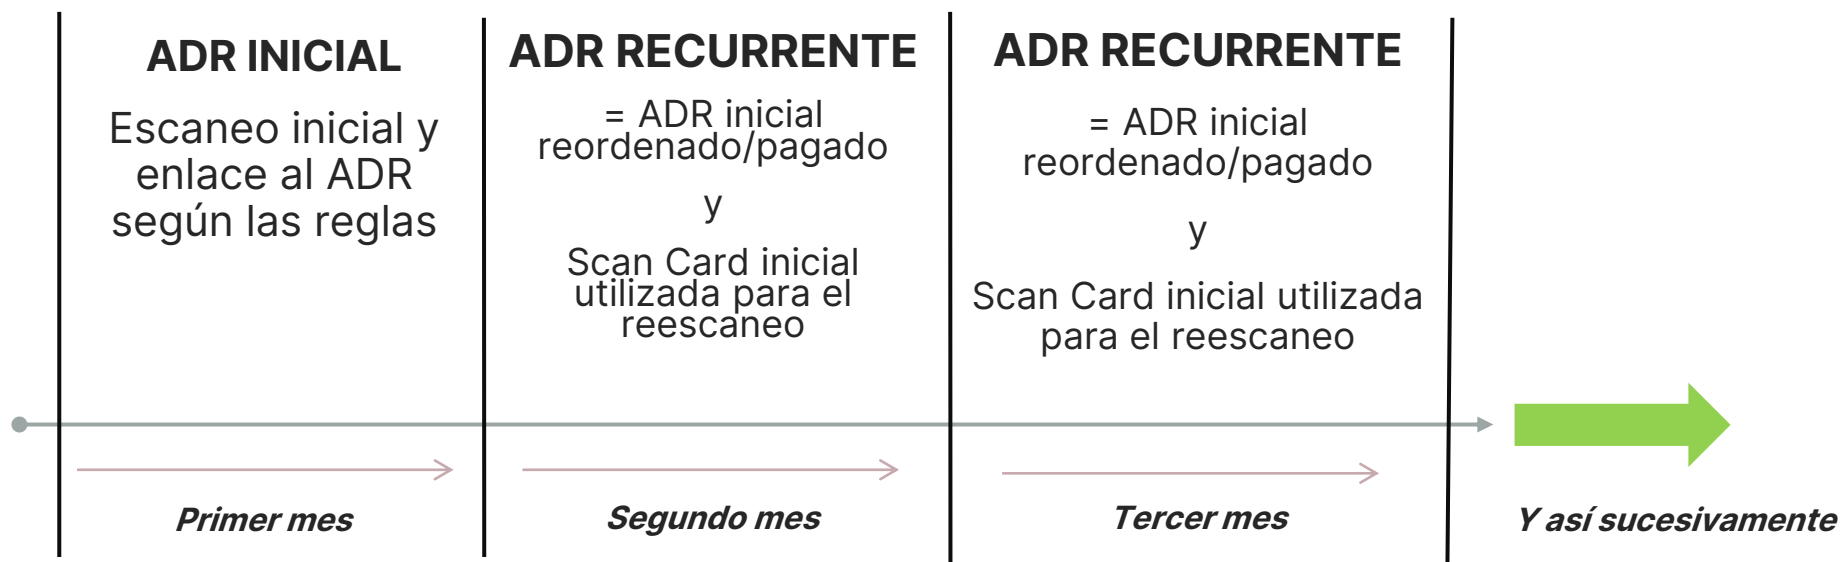 ADR INICIAL
Escaneo inicial y
enlace al ADR
según las reglas
Primer mes
ADR RECURRENTE
= ADR inicial
reordenado/pagado
y
Scan Card inicial
utilizada para el
reescaneo
Segundo mes
ADR RECURRENTE
= ADR inicial
reordenado/pagado
y
Scan Card inicial utilizada
para el reescaneo
Tercer mes
Y así sucesivamente